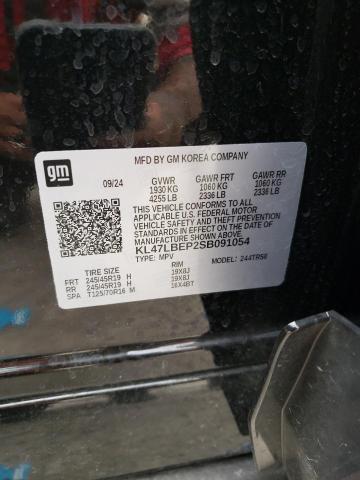 gm
MFD BY GM KOREA COMPANY
09/24 GVWR GAWR FRT GAWR RR
1930 KG 1060 KG 1060 KG
4255 LB 2336 LB 2336 LB
THIS VEHICLE CONFORMS TO ALL
APPLICABLE U.S. FEDERAL MOTOR
VEHICLE SAFETY AND THEFT PREVENTION
STANDARDS IN EFFECT ON THE DATE OF
MANUFACTURE SHOWN ABOVE.
KL47LBEP2SB091054
TYPE: MPV MODEL: 244TR58
TIRE SIZE RIM
FRT 245/45R19 H 19X8J
RR 245/45R19 H 19X8J
SPA T125/70R16 M 16X4BT